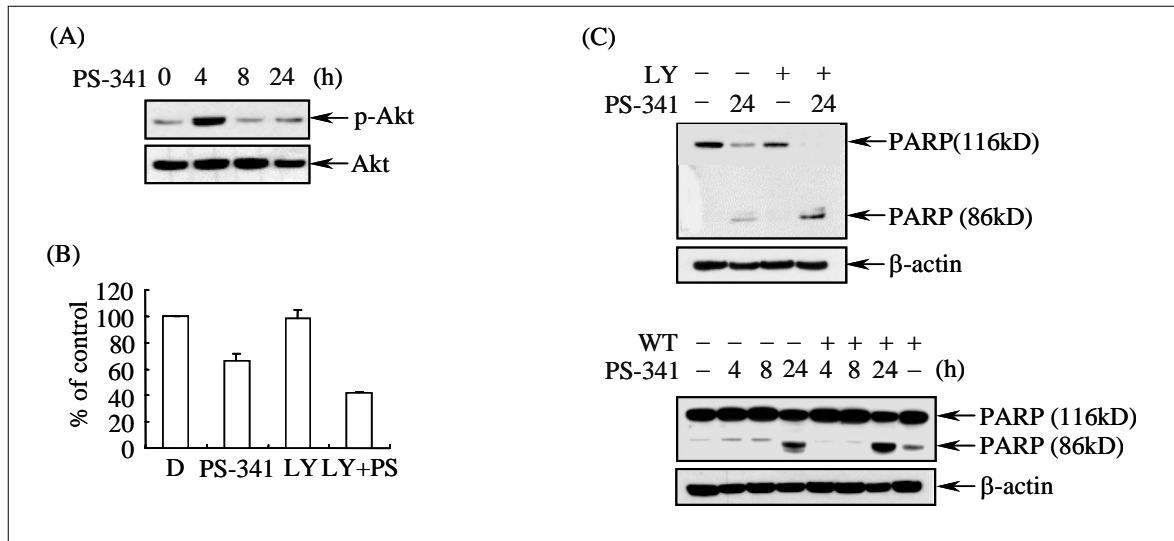 (A)
PS-341 0 4 8 24 (h)
p-Akt
Akt
(B)
% of control
120
100
80
60
40
20
0
D PS-341 LY LY+PS
(C)
LY – – + +
PS-341 – 24 – 24
PARP(116kD)
PARP (86kD)
β-actin
WT – – – – + + + +
PS-341 – 4 8 24 4 8 24 – (h)
PARP (116kD)
PARP (86kD)
β-actin